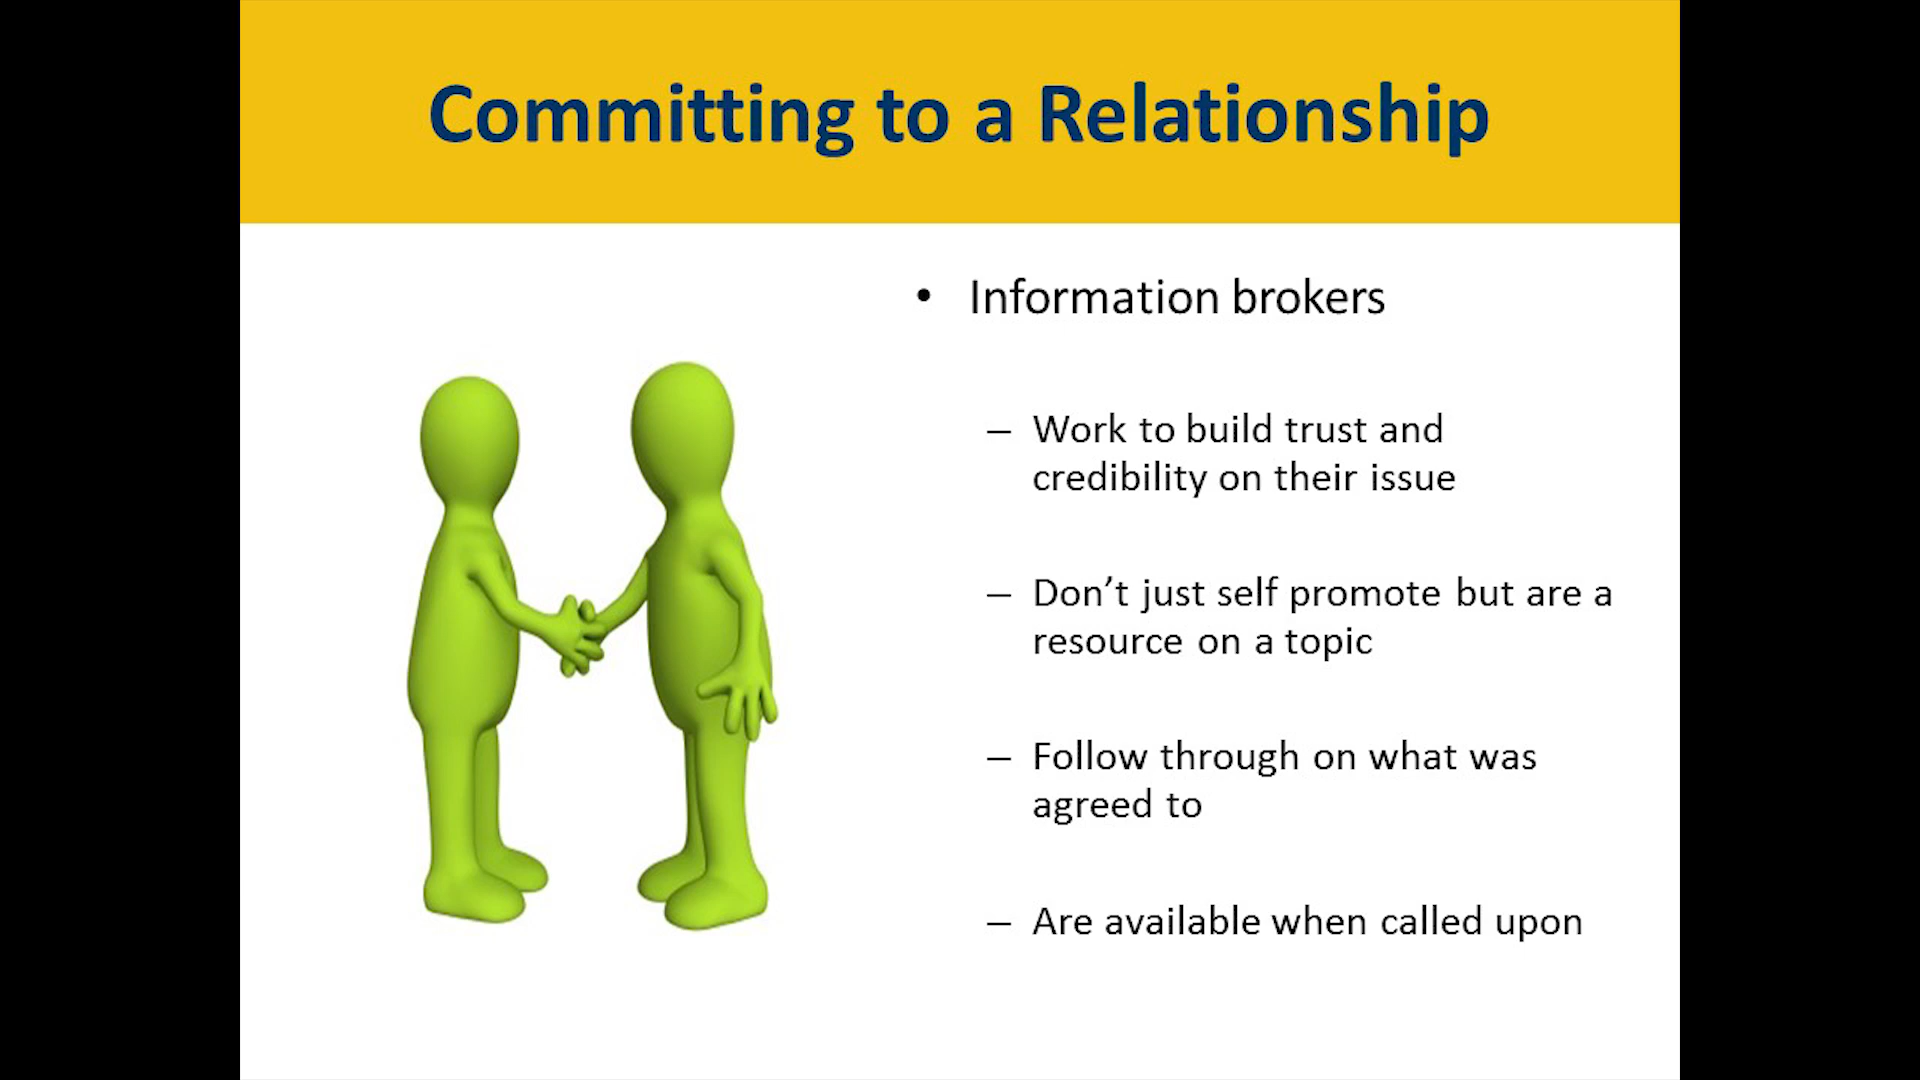 Committing to a Relationship
• Information brokers
– Work to build trust and
credibility on their issue
– Don’t just self promote but are a
resource on a topic
– Follow through on what was
agreed to
– Are available when called upon